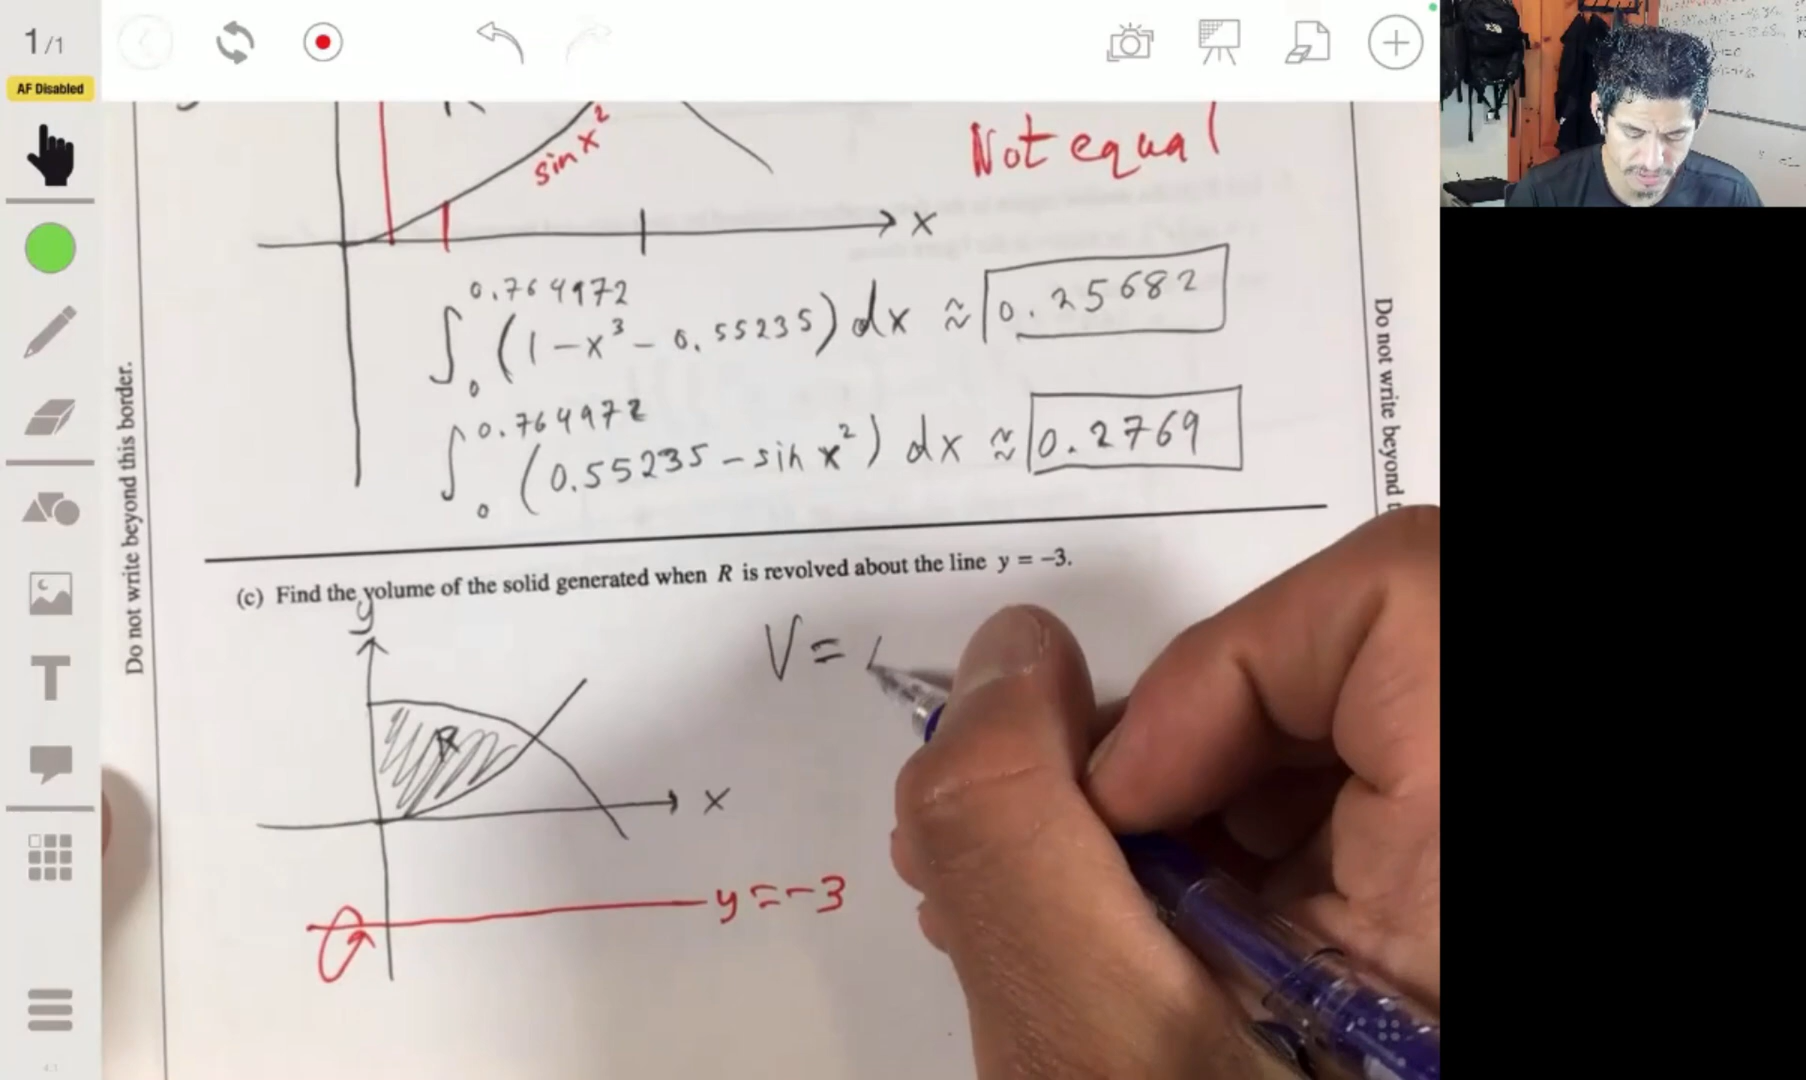 1/1
AF Disabled
sin x²
Not equal
x
∫₀^0.764972 (1-x³-0.55235) dx ≈ 0.25682
∫₀^0.764972 (0.55235-sin x²) dx ≈ 0.2769
Do not write beyond this border.
Do not write beyond
(c) Find the volume of the solid generated when R is revolved about the line y = –3.
y
V=
R
x
y=-3
T